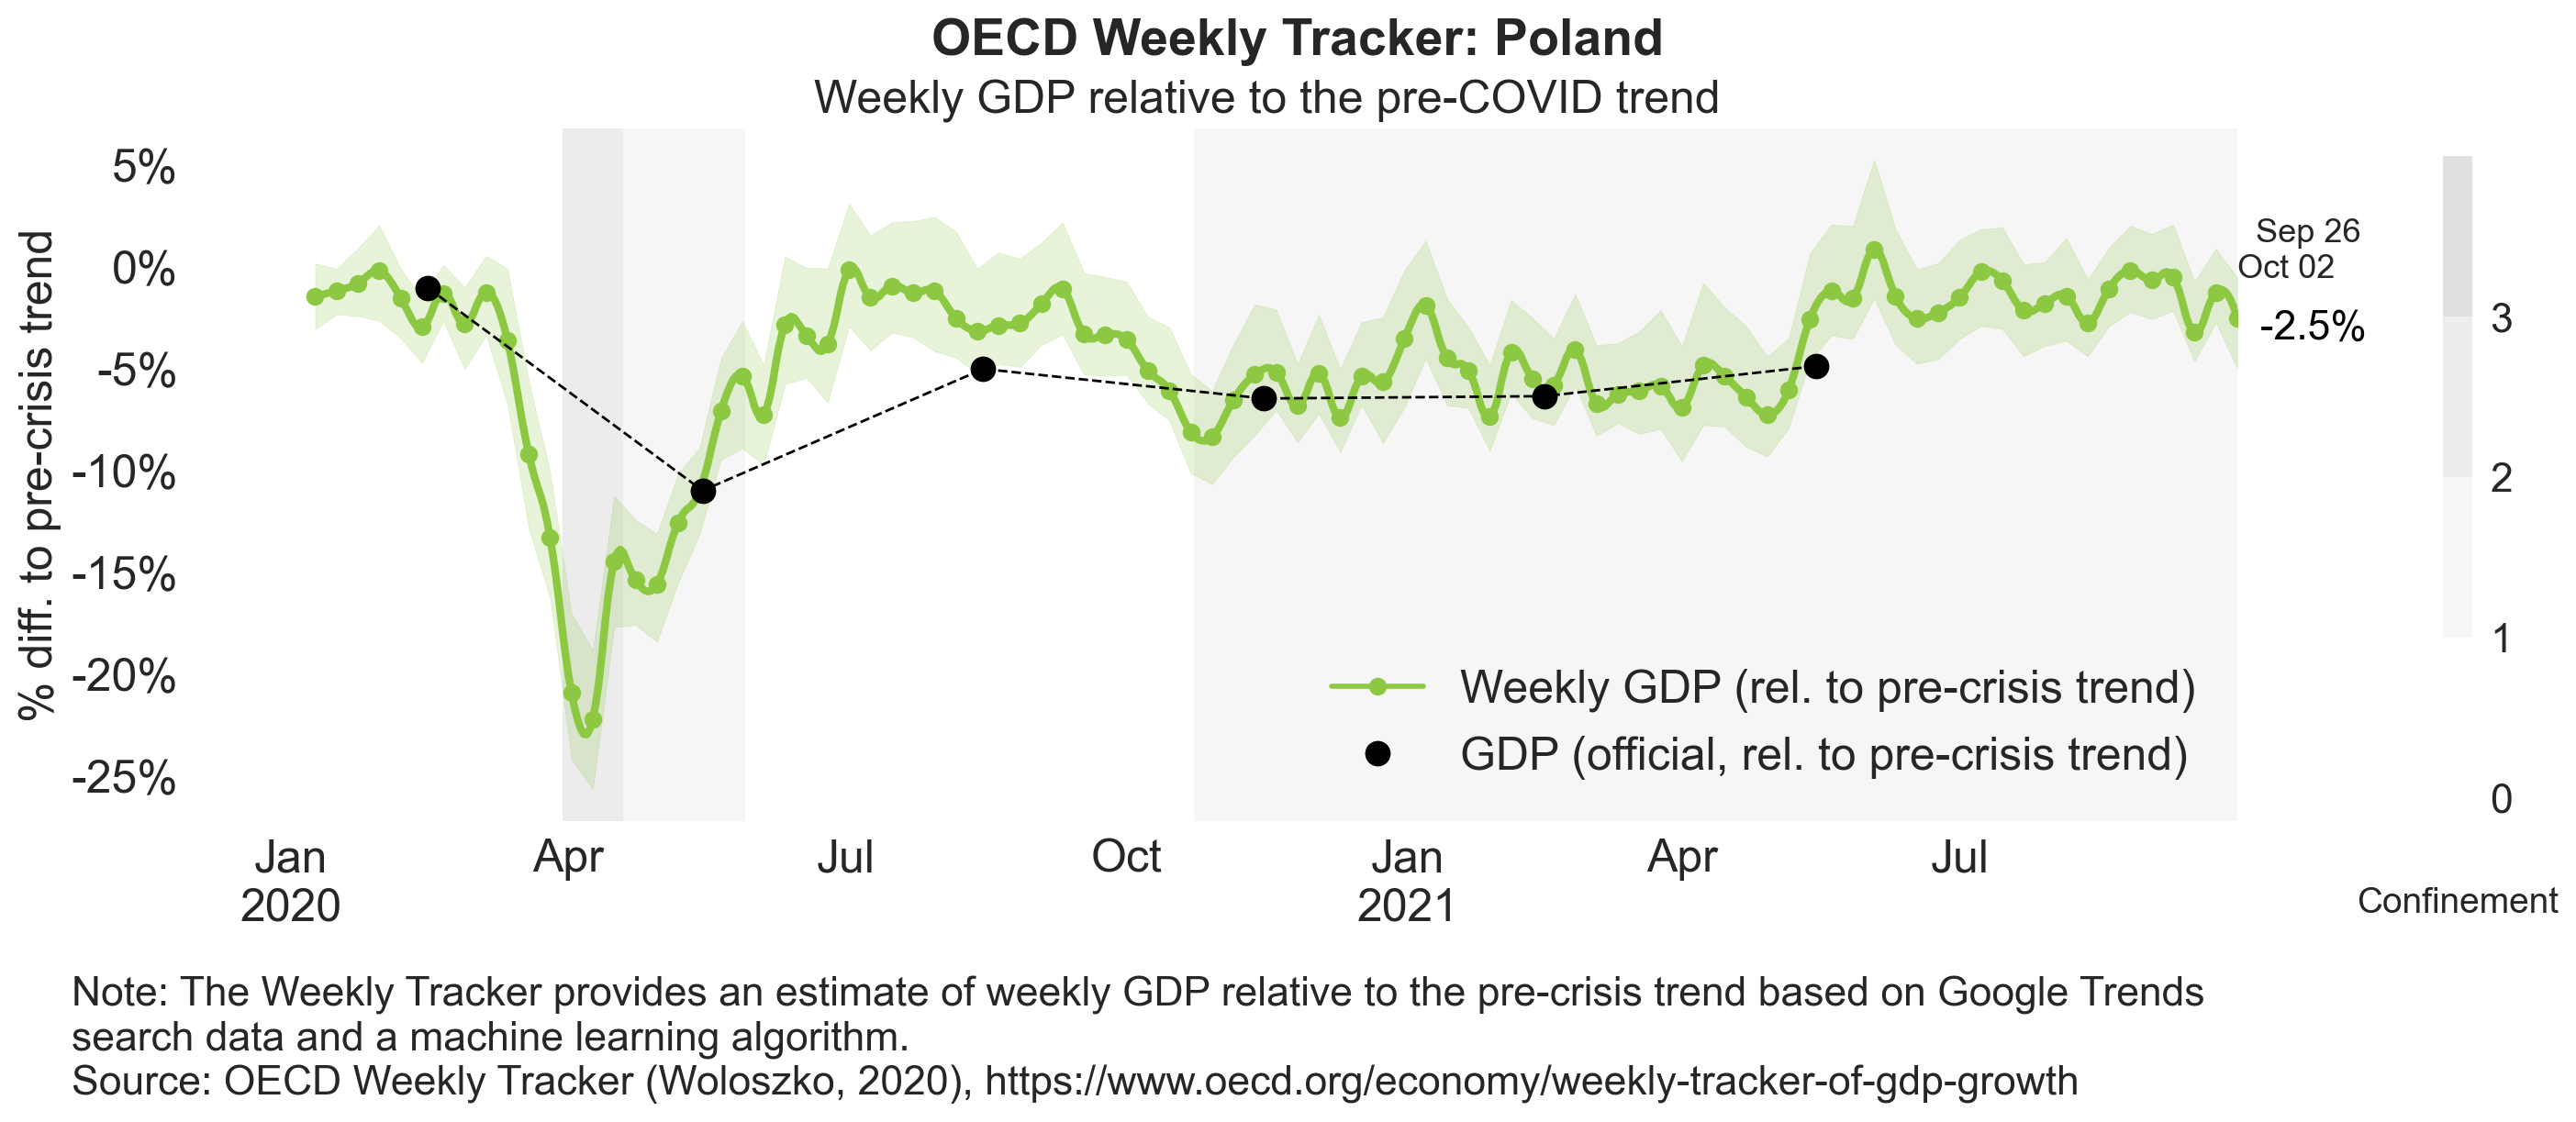 OECD Weekly Tracker: Poland
Weekly GDP relative to the pre-COVID trend
% diff. to pre-crisis trend
5%
0%
-5%
-10%
-15%
-20%
-25%
Sep 26
Oct 02
-2.5%
3
2
1
0
Confinement
Weekly GDP (rel. to pre-crisis trend)
GDP (official, rel. to pre-crisis trend)
Jan Apr Jul Oct Jan Apr Jul
2020 2021
Note: The Weekly Tracker provides an estimate of weekly GDP relative to the pre-crisis trend based on Google Trends
search data and a machine learning algorithm.
Source: OECD Weekly Tracker (Woloszko, 2020), https://www.oecd.org/economy/weekly-tracker-of-gdp-growth